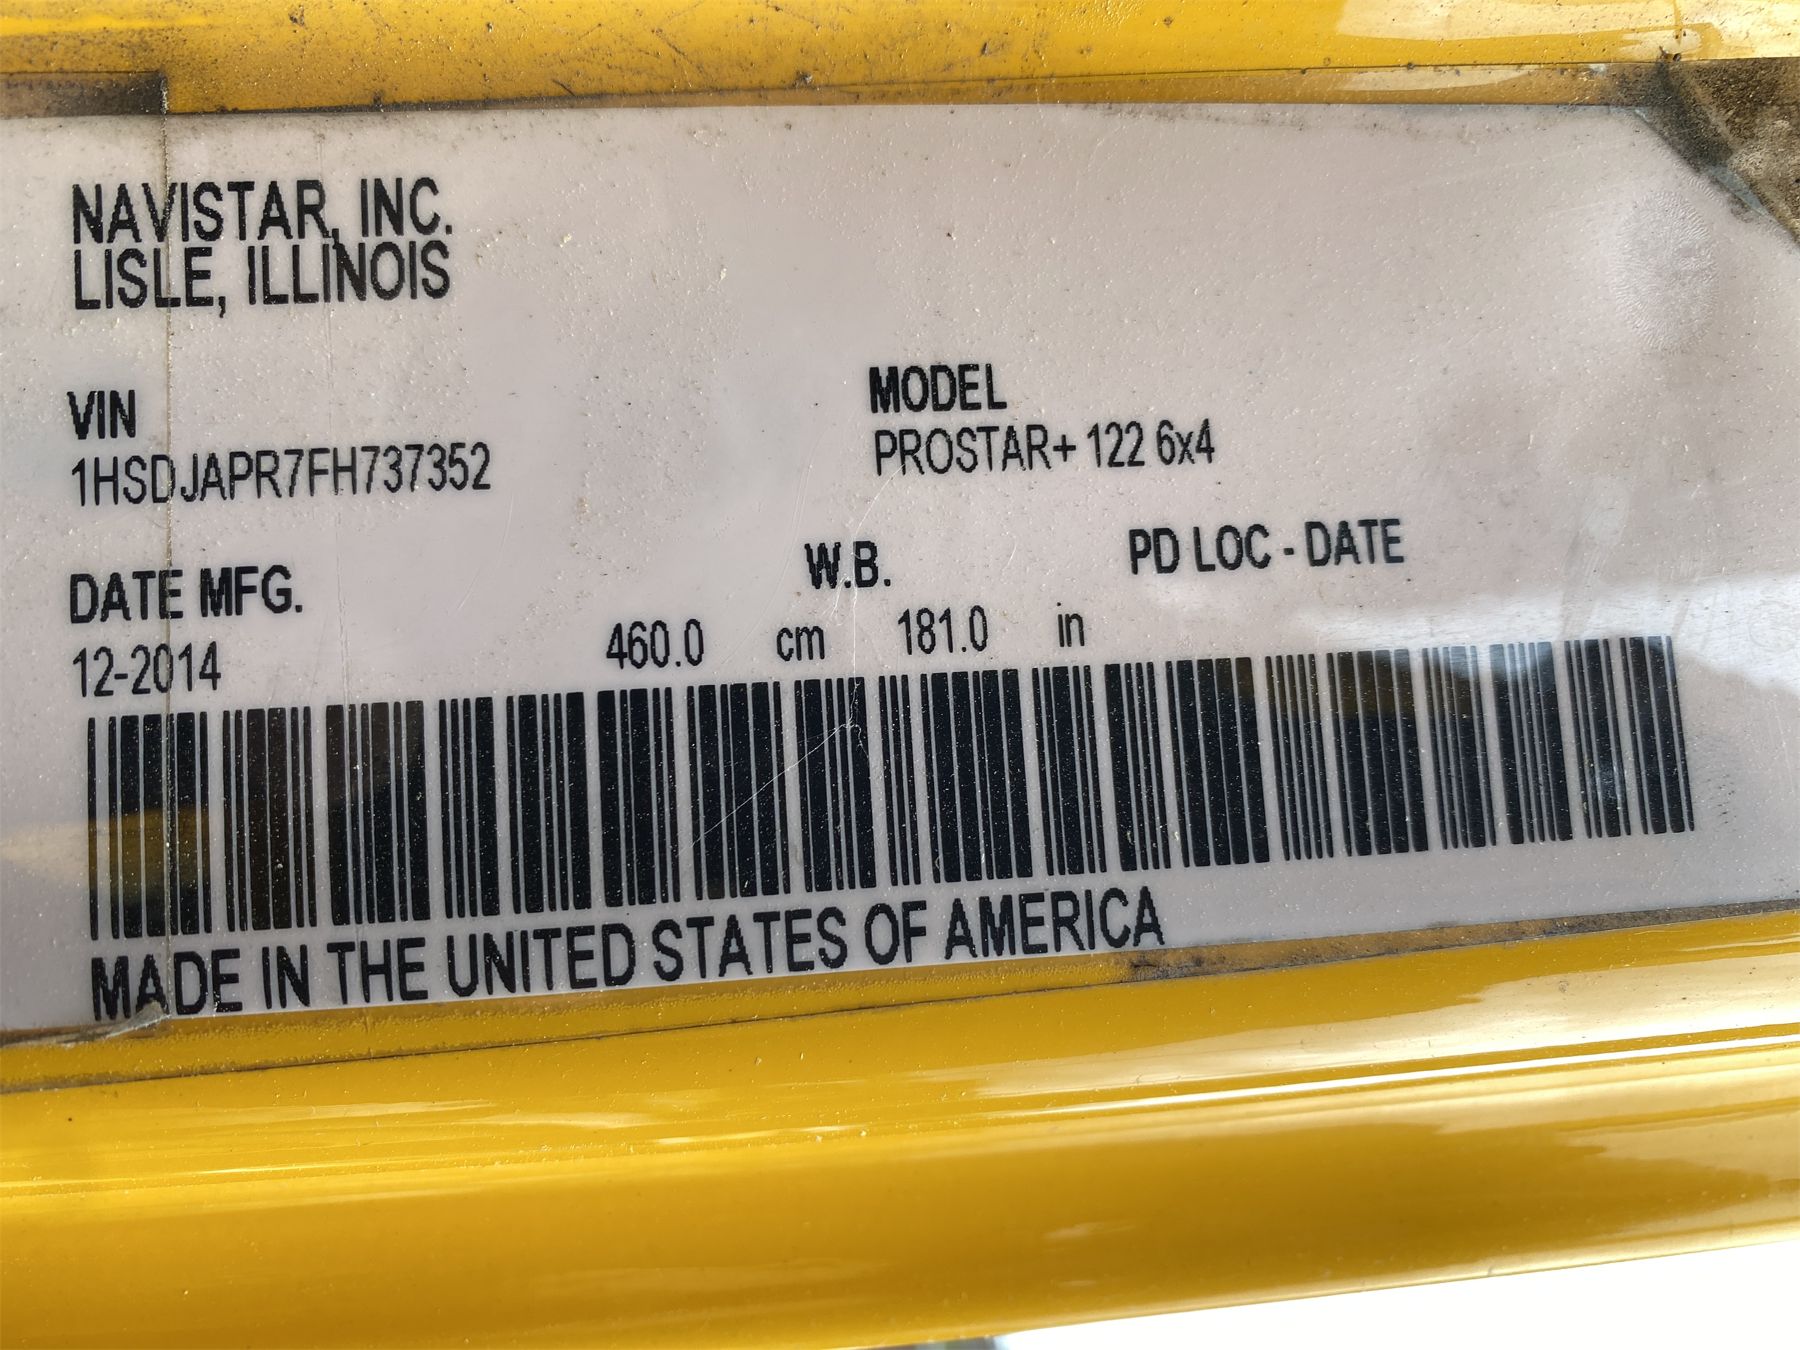 NAVISTAR, INC.
LISLE, ILLINOIS
VIN
1HSDJAPR7FH737352
MODEL
PROSTAR+ 122 6x4
DATE MFG.
12-2014
W.B.
460.0 cm 181.0 in
PD LOC - DATE
MADE IN THE UNITED STATES OF AMERICA